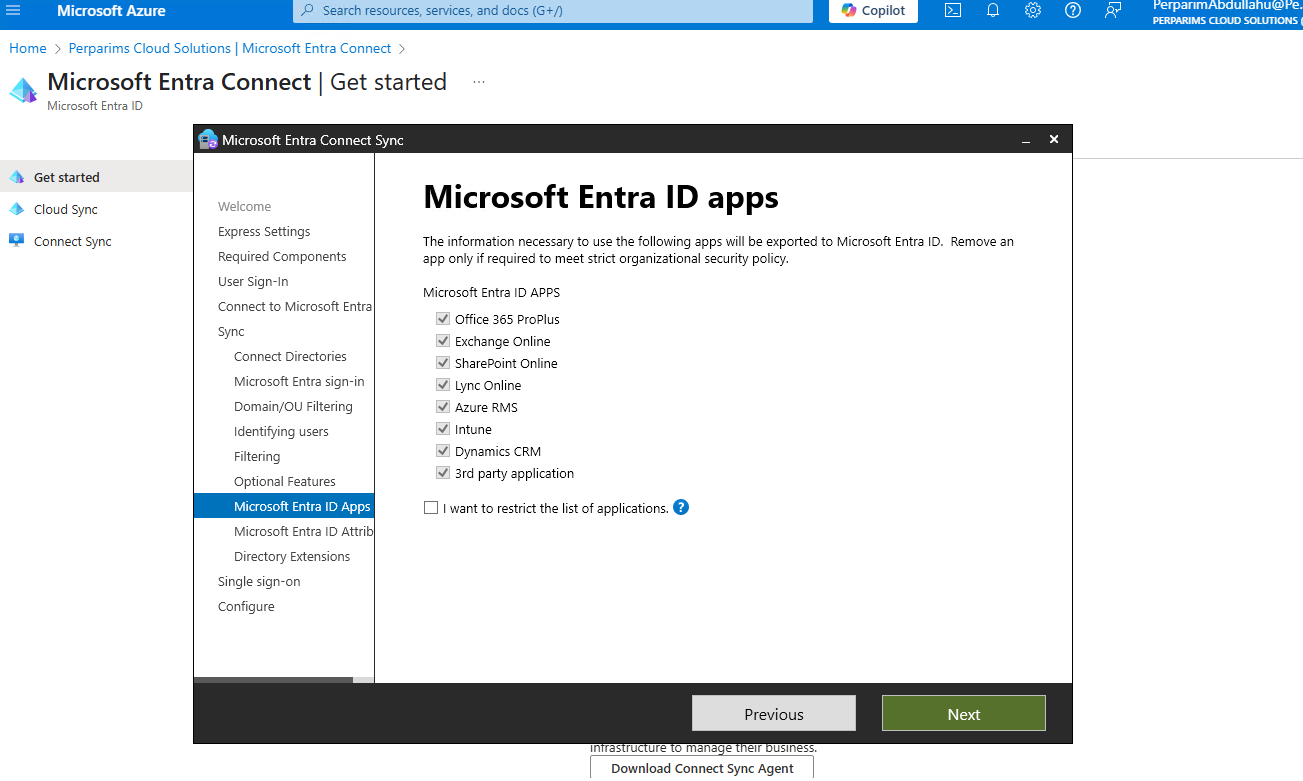 Microsoft Azure
Search resources, services, and docs (G+/)
Copilot
PerparimAbdullahu@Pe...
PERPARIMS CLOUD SOLUTIONS (
Home > Perparims Cloud Solutions | Microsoft Entra Connect >
Microsoft Entra Connect | Get started ...
Microsoft Entra ID
Get started
Cloud Sync
Connect Sync
Microsoft Entra Connect Sync
Welcome
Express Settings
Required Components
User Sign-In
Connect to Microsoft Entra
Sync
Connect Directories
Microsoft Entra sign-in
Domain/OU Filtering
Identifying users
Filtering
Optional Features
Microsoft Entra ID Apps
Microsoft Entra ID Attrib
Directory Extensions
Single sign-on
Configure
Microsoft Entra ID apps
The information necessary to use the following apps will be exported to Microsoft Entra ID. Remove an
app only if required to meet strict organizational security policy.
Microsoft Entra ID APPS
Office 365 ProPlus
Exchange Online
SharePoint Online
Lync Online
Azure RMS
Intune
Dynamics CRM
3rd party application
I want to restrict the list of applications. ?
Previous
Next
infrastructure to manage their business.
Download Connect Sync Agent